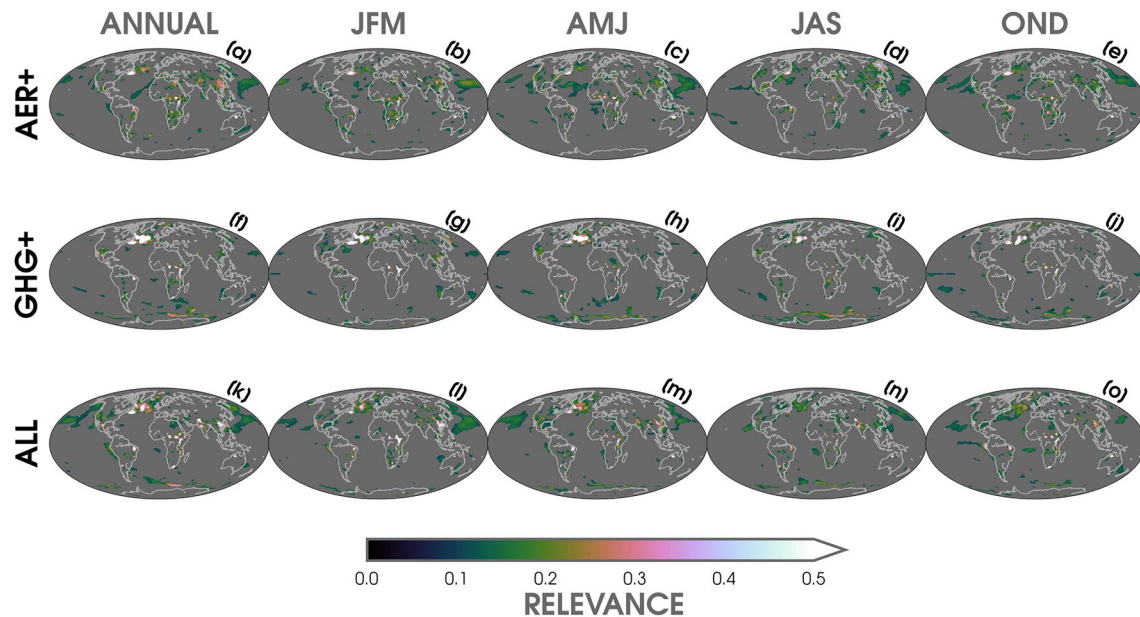 ANNUAL JFM AMJ JAS OND
AER+ (a) (b) (c) (d) (e)
GHG+ (f) (g) (h) (i) (j)
ALL (k) (l) (m) (n) (o)
0.0 0.1 0.2 0.3 0.4 0.5
RELEVANCE